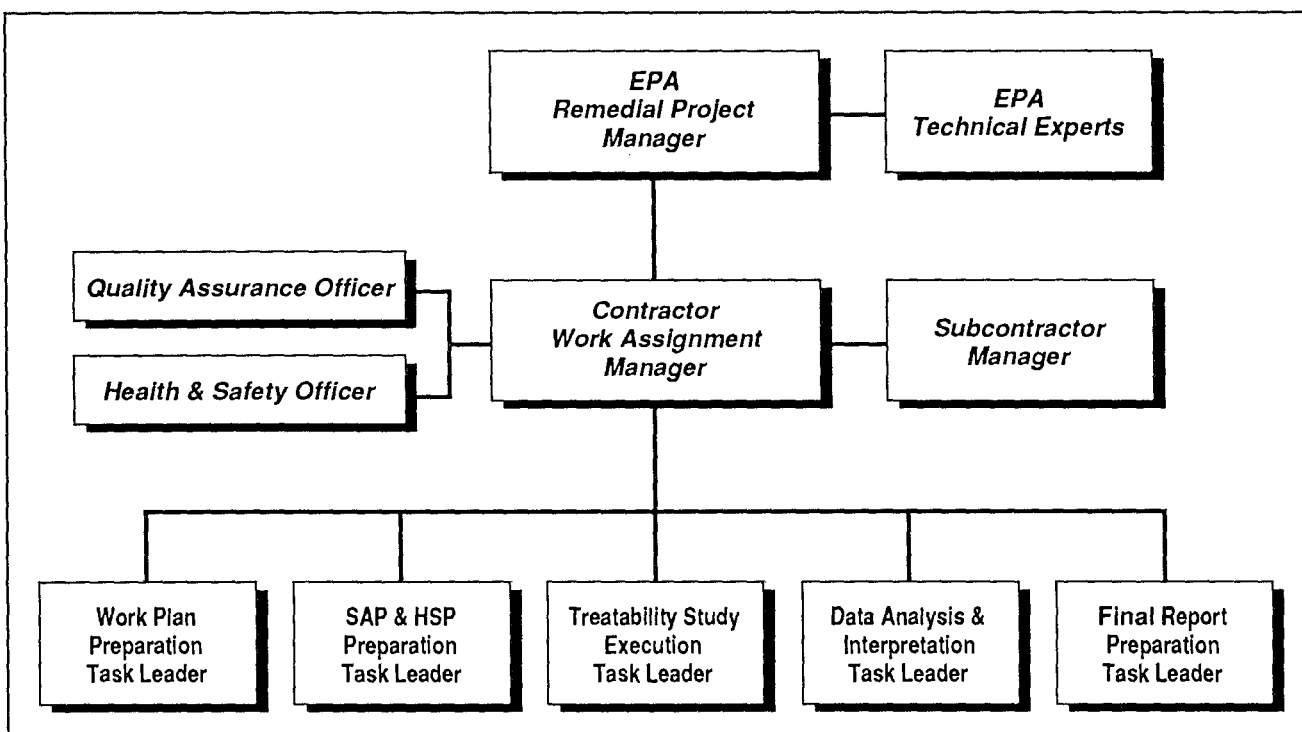 EPA
Remedial Project
Manager
EPA
Technical Experts
Quality Assurance Officer
Health & Safety Officer
Contractor
Work Assignment
Manager
Subcontractor
Manager
Work Plan
Preparation
Task Leader
SAP & HSP
Preparation
Task Leader
Treatability Study
Execution
Task Leader
Data Analysis &
Interpretation
Task Leader
Final Report
Preparation
Task Leader